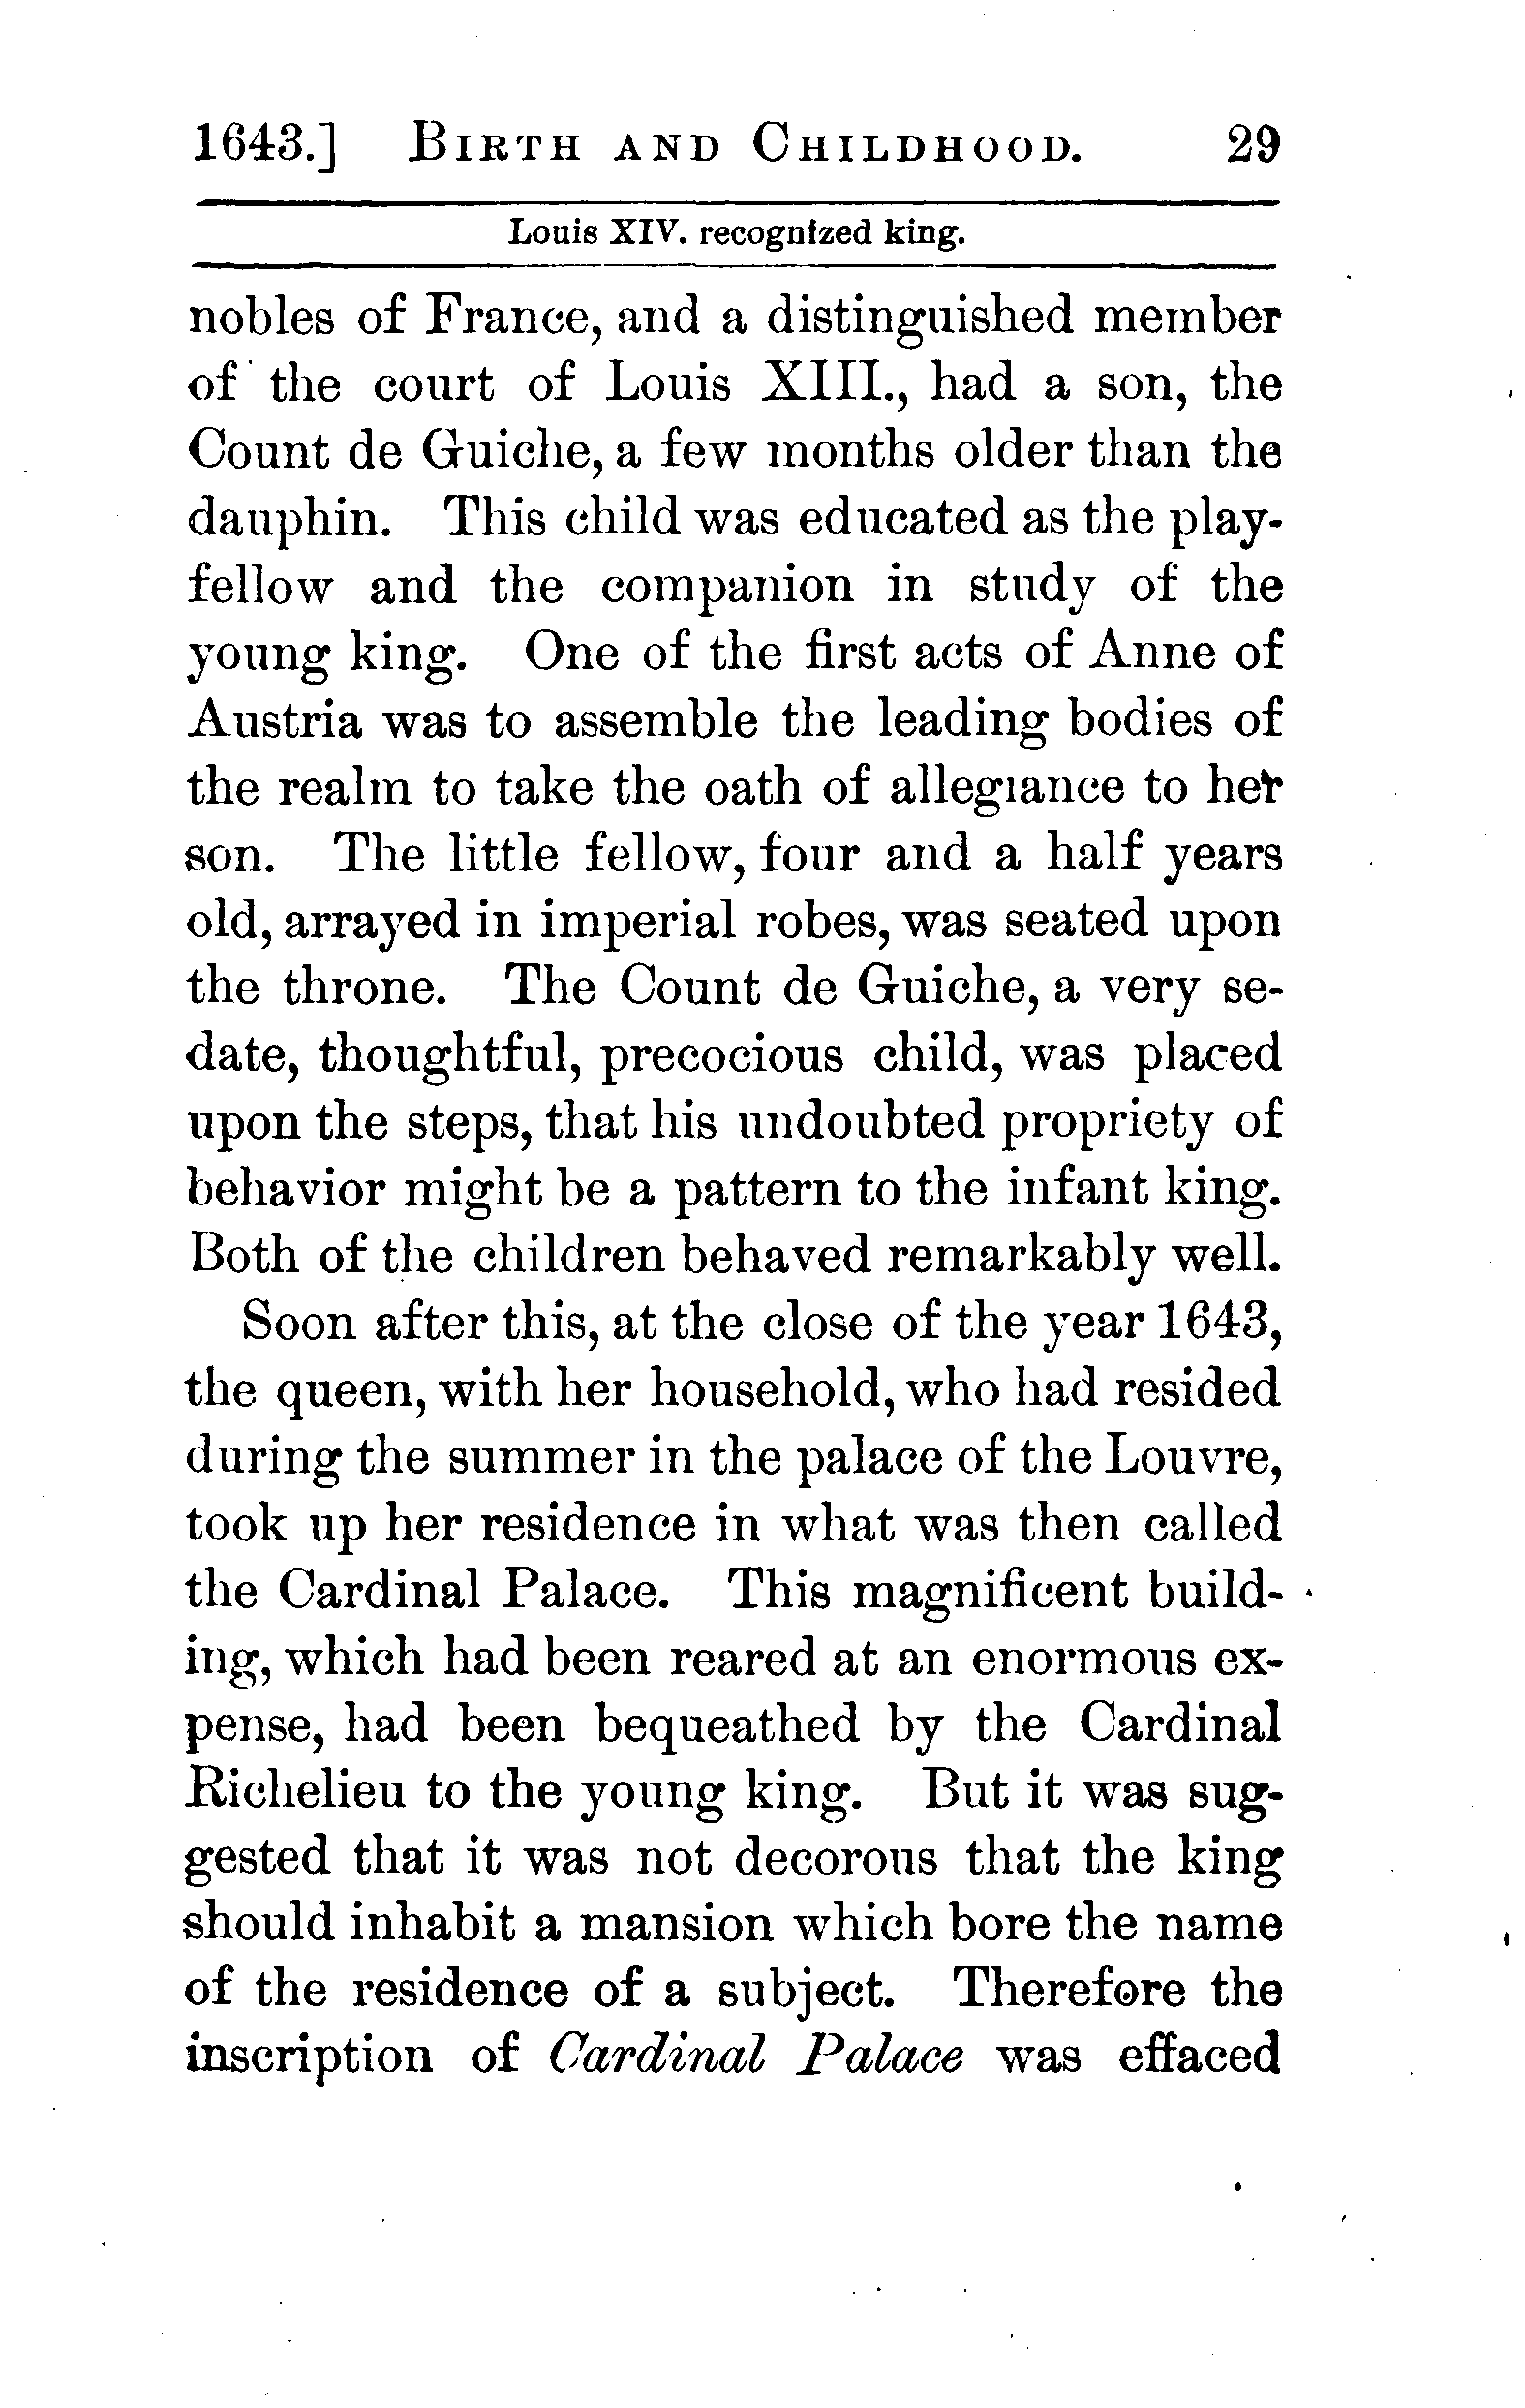 1643.] BIRTH AND CHILDHOOD. 29
Louis XIV. recognized king.
nobles of France, and a distinguished member
of the court of Louis XIII., had a son, the
Count de Guiche, a few months older than the
dauphin. This child was educated as the play-
fellow and the companion in study of the
young king. One of the first acts of Anne of
Austria was to assemble the leading bodies of
the realm to take the oath of allegiance to her
son. The little fellow, four and a half years
old, arrayed in imperial robes, was seated upon
the throne. The Count de Guiche, a very se-
date, thoughtful, precocious child, was placed
upon the steps, that his undoubted propriety of
behavior might be a pattern to the infant king.
Both of the children behaved remarkably well.
Soon after this, at the close of the year 1643,
the queen, with her household, who had resided
during the summer in the palace of the Louvre,
took up her residence in what was then called
the Cardinal Palace. This magnificent build-
ing, which had been reared at an enormous ex-
pense, had been bequeathed by the Cardinal
Richelieu to the young king. But it was sug-
gested that it was not decorous that the king
should inhabit a mansion which bore the name
of the residence of a subject. Therefore the
inscription of Cardinal Palace was effaced